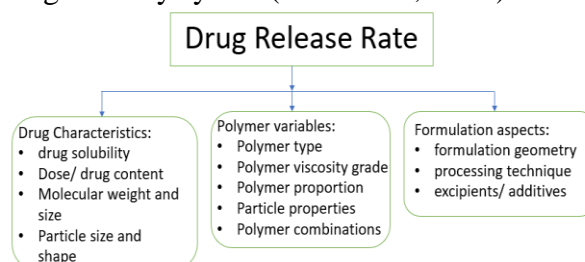 Drug Release Rate
Drug Characteristics:
• drug solubility
• Dose/ drug content
• Molecular weight and
size
• Particle size and
shape
Polymer variables:
• Polymer type
• Polymer viscosity grade
• Polymer proportion
• Particle properties
• Polymer combinations
Formulation aspects:
• formulation geometry
• processing technique
• excipients/ additives